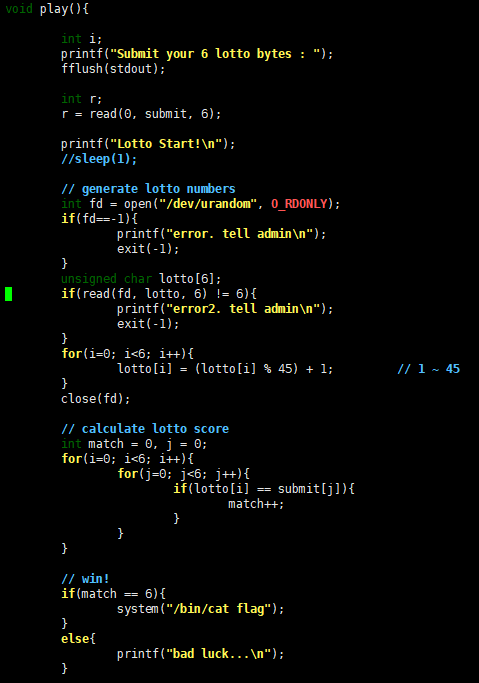 void play(){
int i;
printf("Submit your 6 lotto bytes : ");
fflush(stdout);
int r;
r = read(0, submit, 6);
printf("Lotto Start!\n");
//sleep(1);
// generate lotto numbers
int fd = open("/dev/urandom", O_RDONLY);
if(fd==-1){
printf("error. tell admin\n");
exit(-1);
}
unsigned char lotto[6];
if(read(fd, lotto, 6) != 6){
printf("error2. tell admin\n");
exit(-1);
}
for(i=0; i<6; i++){
lotto[i] = (lotto[i] % 45) + 1; // 1 ~ 45
}
close(fd);
// calculate lotto score
int match = 0, j = 0;
for(i=0; i<6; i++){
for(j=0; j<6; j++){
if(lotto[i] == submit[j]){
match++;
}
}
}
// win!
if(match == 6){
system("/bin/cat flag");
}
else{
printf("bad luck...\n");
}